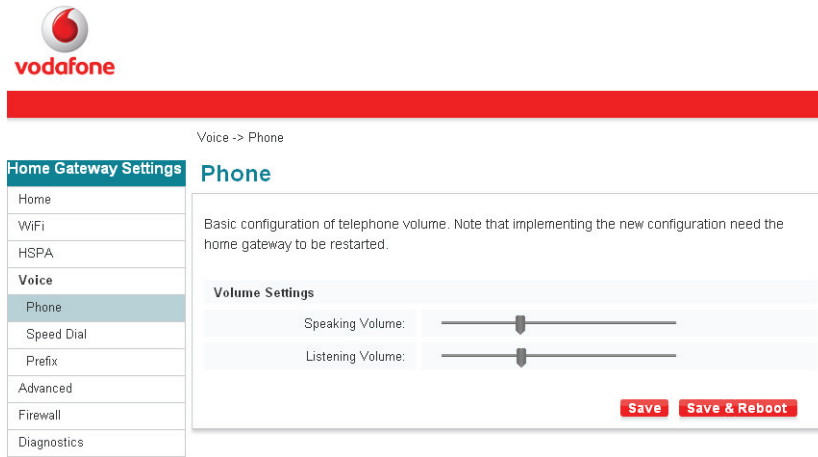 vodafone
Voice -> Phone
Home Gateway Settings
Home
WiFi
HSPA
Voice
Phone
Speed Dial
Prefix
Advanced
Firewall
Diagnostics
Phone
Basic configuration of telephone volume. Note that implementing the new configuration need the
home gateway to be restarted.
Volume Settings
Speaking Volume:
Listening Volume:
Save Save & Reboot